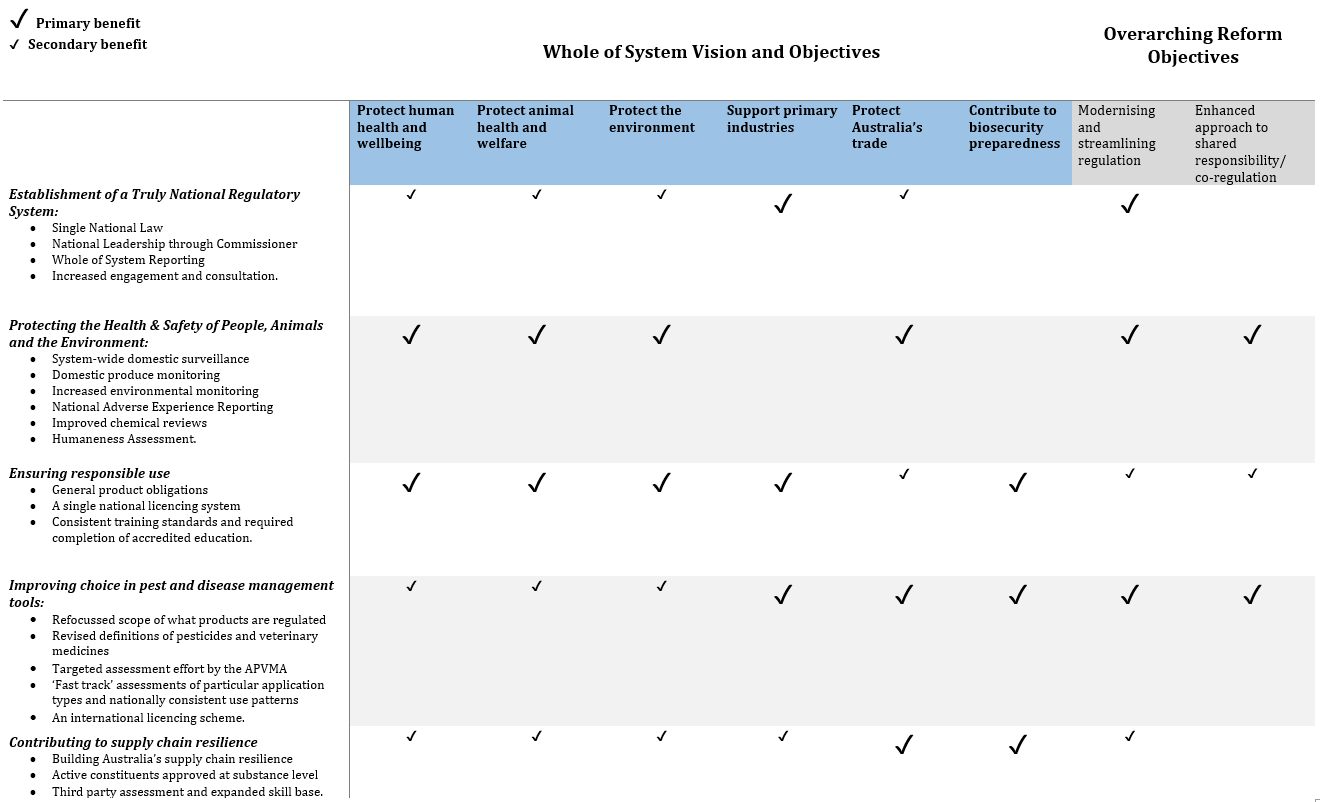 ✓ Primary benefit
✓ Secondary benefit
Whole of System Vision and Objectives
Overarching Reform
Objectives
Protect human
health and
wellbeing
Protect animal
health and
welfare
Protect the
environment
Support primary
industries
Protect
Australia’s
trade
Contribute to
biosecurity
preparedness
Modernising
and
streamlining
regulation
Enhanced
approach to
shared
responsibility/
co-regulation
Establishment of a Truly National Regulatory
System:
• Single National Law
• National Leadership through Commissioner
• Whole of System Reporting
• Increased engagement and consultation.
✓ ✓ ✓ ✓ ✓ ✓
Protecting the Health & Safety of People, Animals
and the Environment:
• System-wide domestic surveillance
• Domestic produce monitoring
• Increased environmental monitoring
• National Adverse Experience Reporting
• Improved chemical reviews
• Humaneness Assessment.
✓ ✓ ✓ ✓ ✓ ✓
Ensuring responsible use
• General product obligations
• A single national licencing system
• Consistent training standards and required
completion of accredited education.
✓ ✓ ✓ ✓ ✓ ✓ ✓ ✓
Improving choice in pest and disease management
tools:
• Refocussed scope of what products are regulated
• Revised definitions of pesticides and veterinary
medicines
• Targeted assessment effort by the APVMA
• ‘Fast track’ assessments of particular application
types and nationally consistent use patterns
• An international licencing scheme.
✓ ✓ ✓ ✓ ✓ ✓ ✓ ✓
Contributing to supply chain resilience
• Building Australia’s supply chain resilience
• Active constituents approved at substance level
• Third party assessment and expanded skill base.
✓ ✓ ✓ ✓ ✓ ✓ ✓